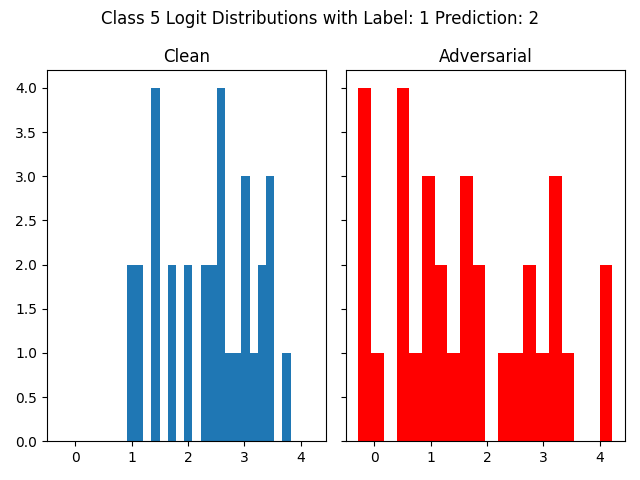 Class 5 Logit Distributions with Label: 1 Prediction: 2
Clean
Adversarial
4.0
3.5
3.0
2.5
2.0
1.5
1.0
0.5
0.0
0 1 2 3 4
0 1 2 3 4